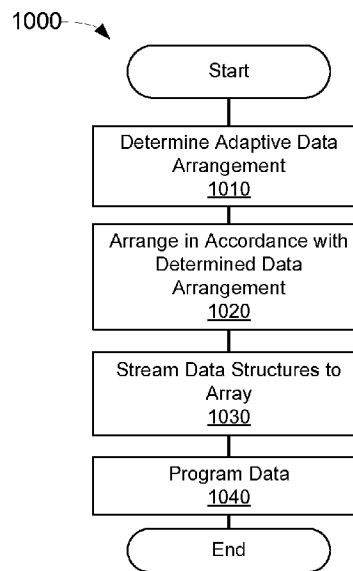 1000
Start
Determine Adaptive Data
Arrangement
1010
Arrange in Accordance with
Determined Data
Arrangement
1020
Stream Data Structures to
Array
1030
Program Data
1040
End